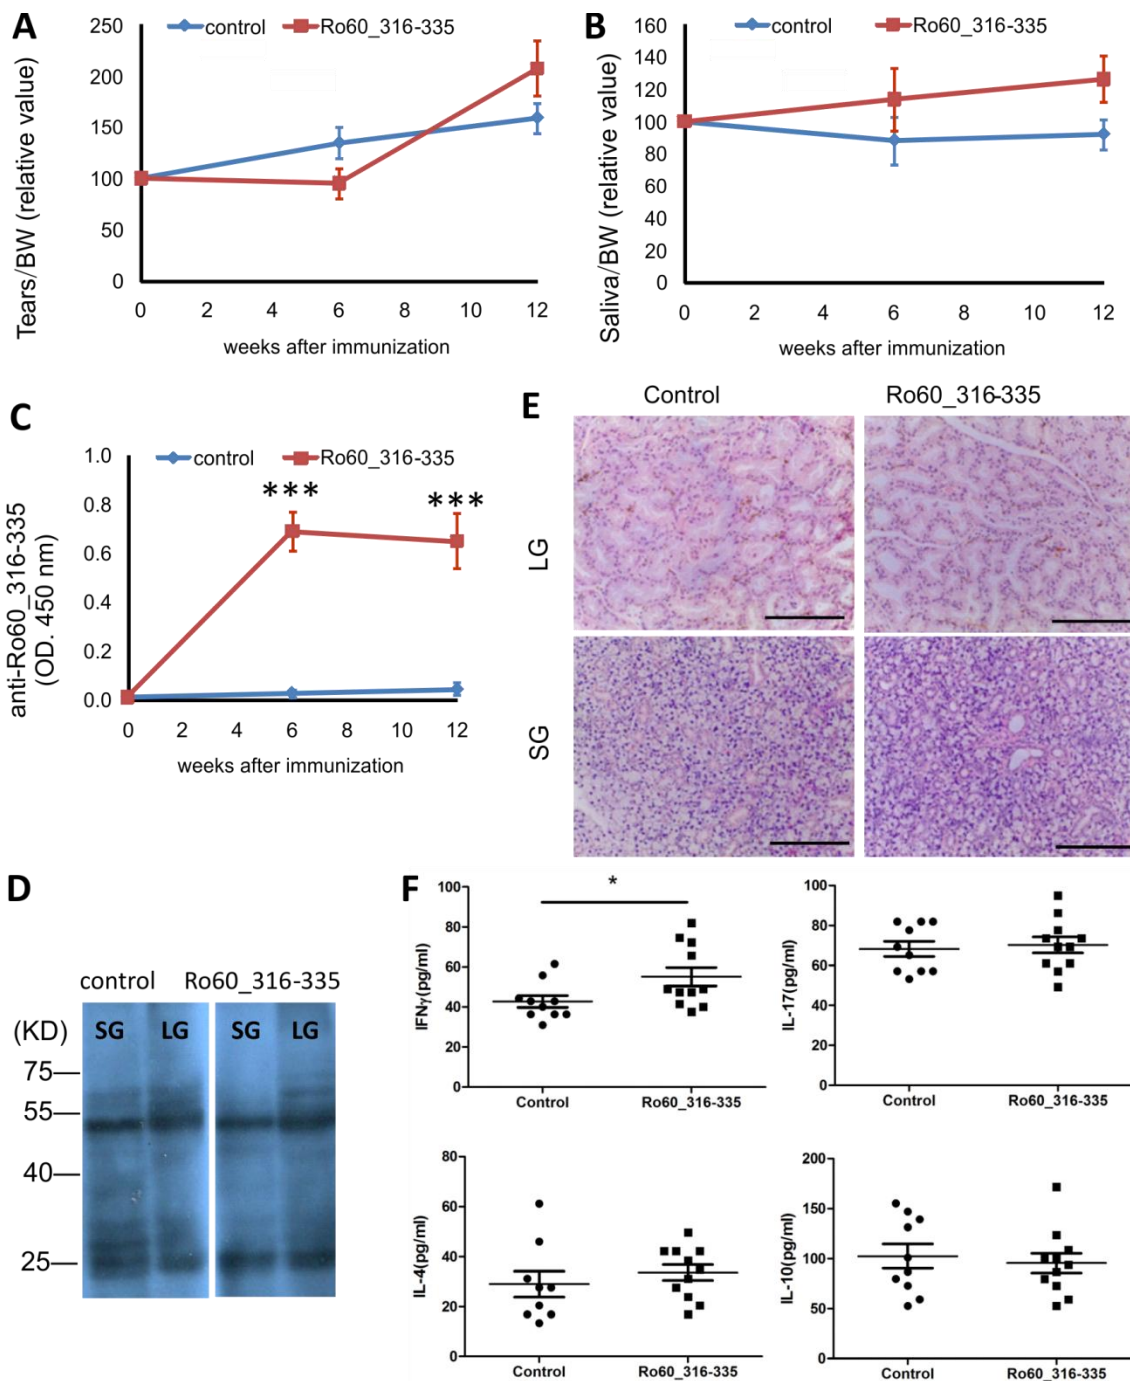 A
control
Ro60_316-335
Tears/BW (relative value)
250
200
150
100
50
0
0 2 4 6 8 10 12
weeks after immunization
B
control
Ro60_316-335
Saliva/BW (relative value)
160
140
120
100
80
60
40
20
0
0 2 4 6 8 10 12
weeks after immunization
C
control
Ro60_316-335
anti-Ro60_316-335
(OD. 450 nm)
1.0
0.8
0.6
0.4
0.2
0.0
***
***
0 2 4 6 8 10 12
weeks after immunization
E
Control Ro60_316-335
LG
SG
D
control Ro60_316-335
(KD) SG LG SG LG
75
55
40
25
F
*
IFNγ(pg/ml)
100
80
60
40
20
0
Control Ro60_316-335
IL-17(pg/ml)
100
80
60
40
20
0
Control Ro60_316-335
IL-4(pg/ml)
80
60
40
20
0
Control Ro60_316-335
IL-10(pg/ml)
200
150
100
50
0
Control Ro60_316-335